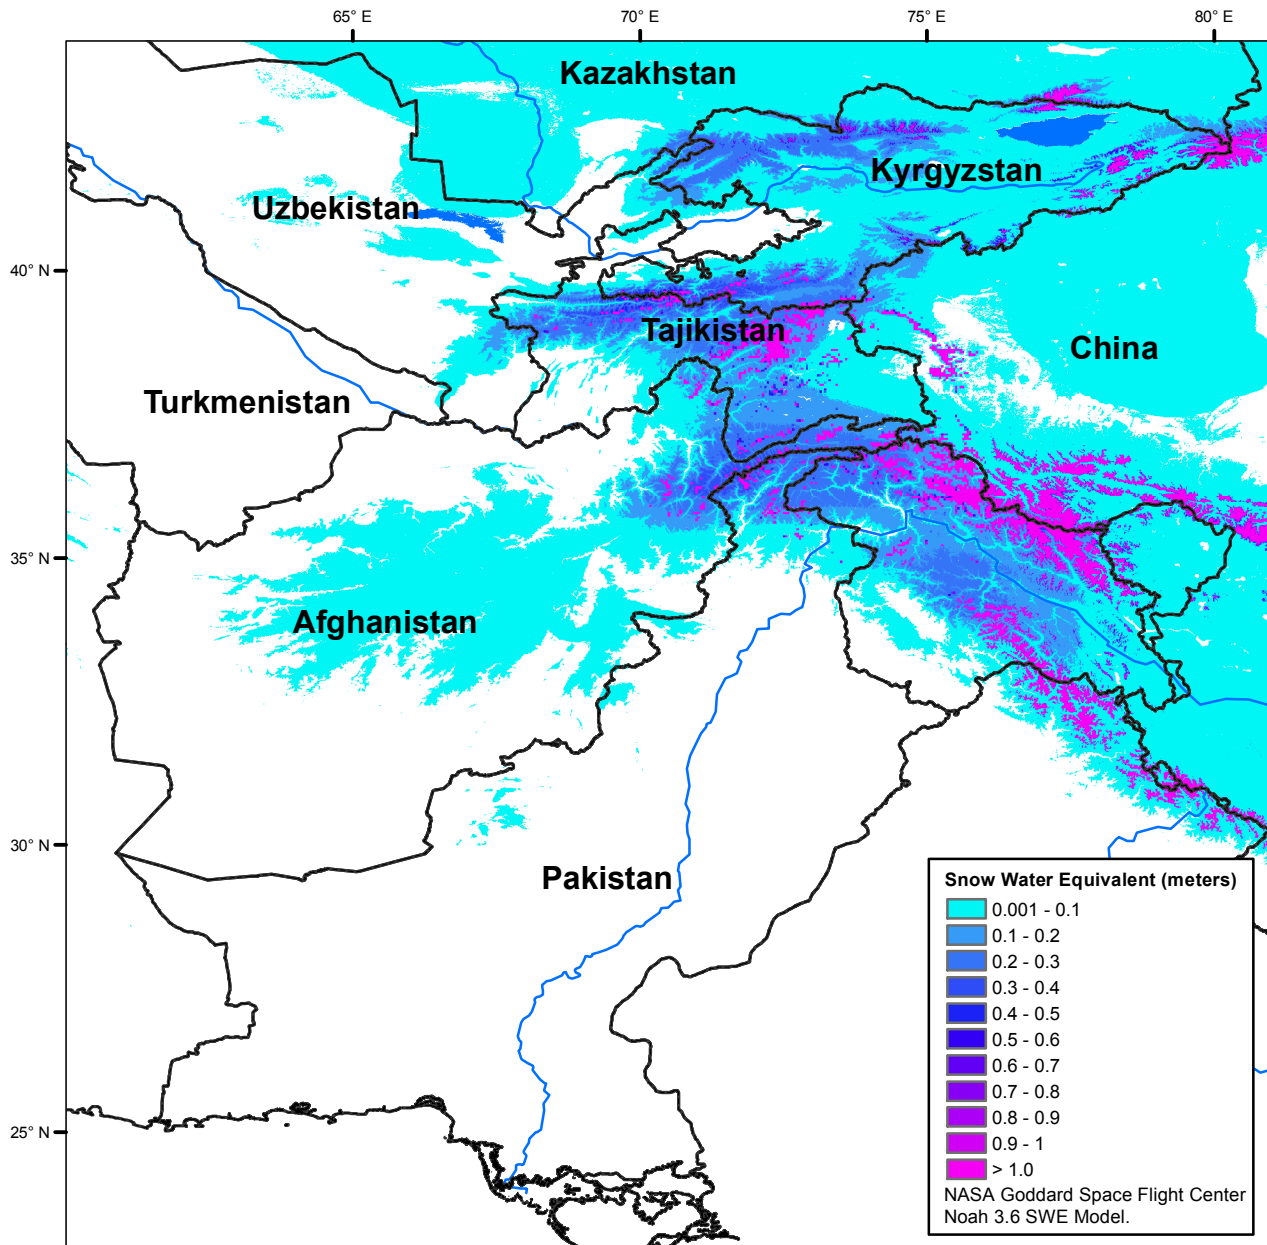 65° E
70° E
75° E
80° E
Kazakhstan
Kyrgyzstan
Uzbekistan
40° N
Tajikistan
China
Turkmenistan
35° N
Afghanistan
30° N
Pakistan
25° N
Snow Water Equivalent (meters)
0.001 - 0.1
0.1 - 0.2
0.2 - 0.3
0.3 - 0.4
0.4 - 0.5
0.5 - 0.6
0.6 - 0.7
0.7 - 0.8
0.8 - 0.9
0.9 - 1
> 1.0
NASA Goddard Space Flight Center
Noah 3.6 SWE Model.